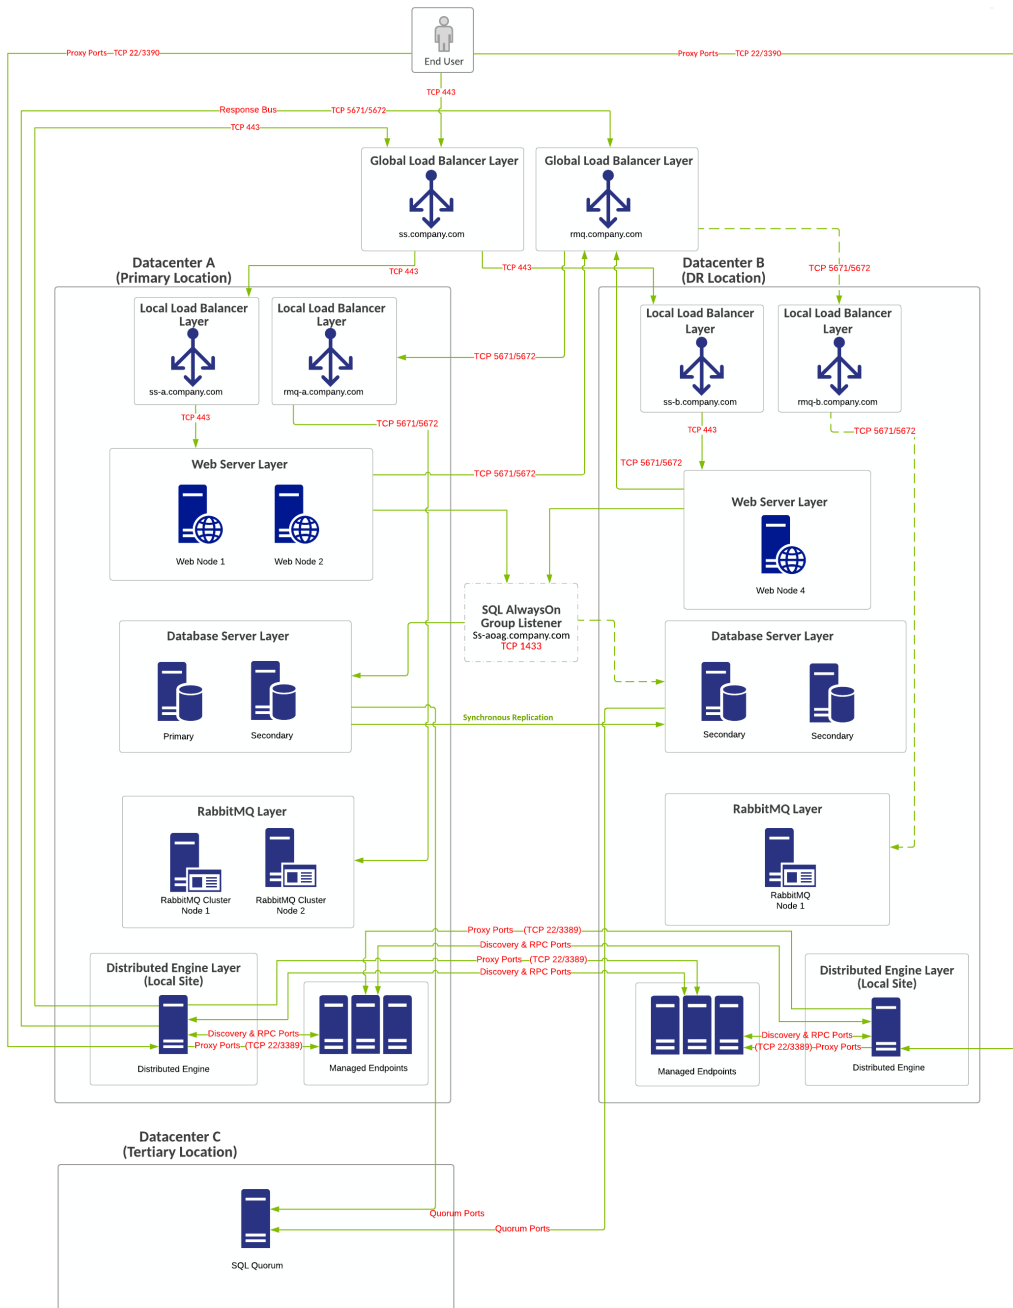 End User
Proxy Ports
TCP 22/3390
Proxy Ports
TCP 22/3390
TCP 443
Response Bus
TCP 5671/5672
TCP 443
Global Load Balancer Layer
ss.company.com
Global Load Balancer Layer
rmq.company.com
TCP 443
TCP 443
TCP 5671/5672
Datacenter A
(Primary Location)
Datacenter B
(DR Location)
Local Load Balancer
Layer
ss-a.company.com
Local Load Balancer
Layer
rmq-a.company.com
Local Load Balancer
Layer
ss-b.company.com
Local Load Balancer
Layer
rmq-b.company.com
TCP 5671/5672
TCP 443
TCP 5671/5672
TCP 443
TCP 5671/5672
Web Server Layer
Web Node 1
Web Node 2
TCP 5671/5672
TCP 5671/5672
Web Server Layer
Web Node 4
SQL AlwaysOn
Group Listener
Ss-aoag.company.com
TCP 1433
Database Server Layer
Primary
Secondary
Synchronous Replication
Database Server Layer
Secondary
Secondary
RabbitMQ Layer
RabbitMQ Cluster
Node 1
RabbitMQ Cluster
Node 2
RabbitMQ Layer
RabbitMQ
Node 1
Proxy Ports
(TCP 22/3389)
Discovery & RPC Ports
Proxy Ports
(TCP 22/3389)
Discovery & RPC Ports
Distributed Engine Layer
(Local Site)
Distributed Engine
Discovery & RPC Ports
Proxy Ports
(TCP 22/3389)
Managed Endpoints
Managed Endpoints
Discovery & RPC Ports
(TCP 22/3389)
Proxy Ports
Distributed Engine Layer
(Local Site)
Distributed Engine
Datacenter C
(Tertiary Location)
Quorum Ports
Quorum Ports
SQL Quorum